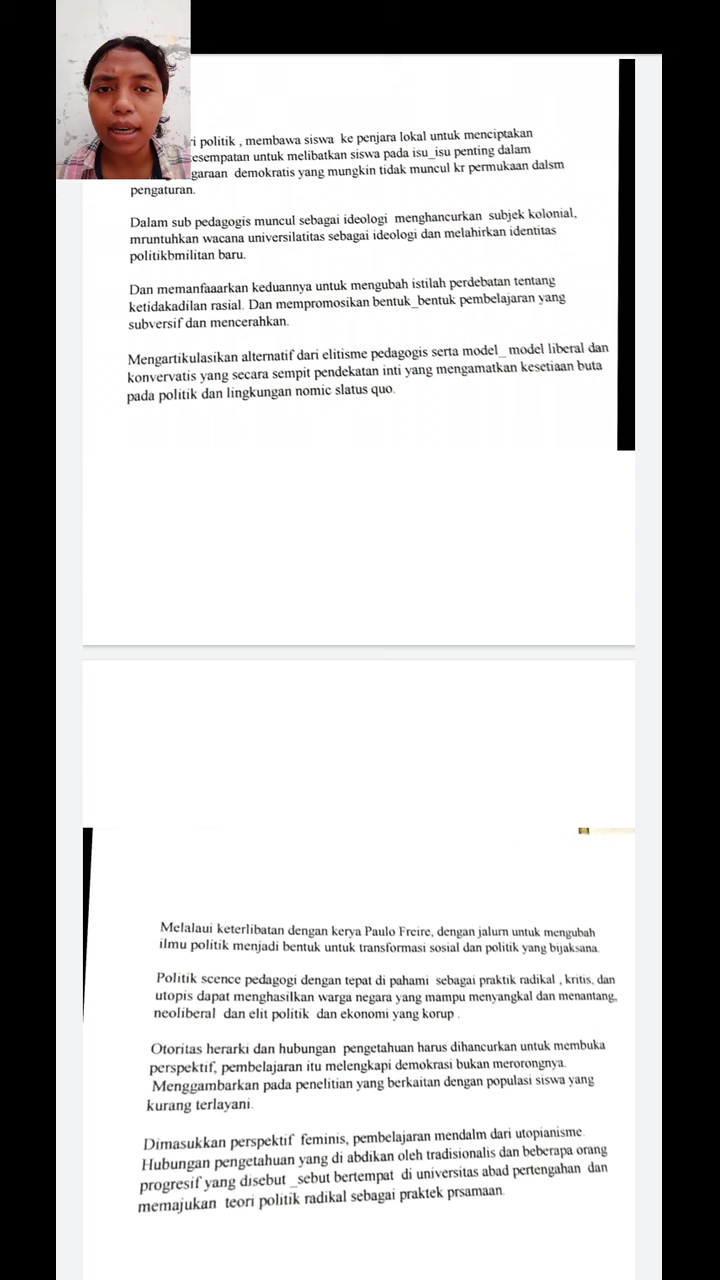 ri politik , membawa siswa ke penjara lokal untuk menciptakan
esempatan untuk melibatkan siswa pada isu_isu penting dalam
garaan demokratis yang mungkin tidak muncul kr permukaan dalsm
pengaturan.
Dalam sub pedagogis muncul sebagai ideologi menghancurkan subjek kolonial,
mruntuhkan wacana universilatitas sebagai ideologi dan melahirkan identitas
politikbmilitan baru.
Dan memanfaaarkan keduannya untuk mengubah istilah perdebatan tentang
ketidakadilan rasial. Dan mempromosikan bentuk_bentuk pembelajaran yang
subversif dan mencerahkan.
Mengartikulasikan alternatif dari elitisme pedagogis serta model_ model liberal dan
konvervatis yang secara sempit pendekatan inti yang mengamatkan kesetiaan buta
pada politik dan lingkungan nomic slatus quo.
Melalaui keterlibatan dengan kerya Paulo Freire, dengan jalurn untuk mengubah
ilmu politik menjadi bentuk untuk transformasi sosial dan politik yang bijaksana.
Politik scence pedagogi dengan tepat di pahami sebagai praktik radikal , kritis, dan
utopis dapat menghasilkan warga negara yang mampu menyangkal dan menantang,
neoliberal dan elit politik dan ekonomi yang korup .
Otoritas herarki dan hubungan pengetahuan harus dihancurkan untuk membuka
perspektif, pembelajaran itu melengkapi demokrasi bukan merorongnya.
Menggambarkan pada penelitian yang berkaitan dengan populasi siswa yang
kurang terlayani.
Dimasukkan perspektif feminis, pembelajaran mendalm dari utopianisme.
Hubungan pengetahuan yang di abdikan oleh tradisionalis dan beberapa orang
progresif yang disebut _sebut bertempat di universitas abad pertengahan dan
memajukan teori politik radikal sebagai praktek prsamaan.